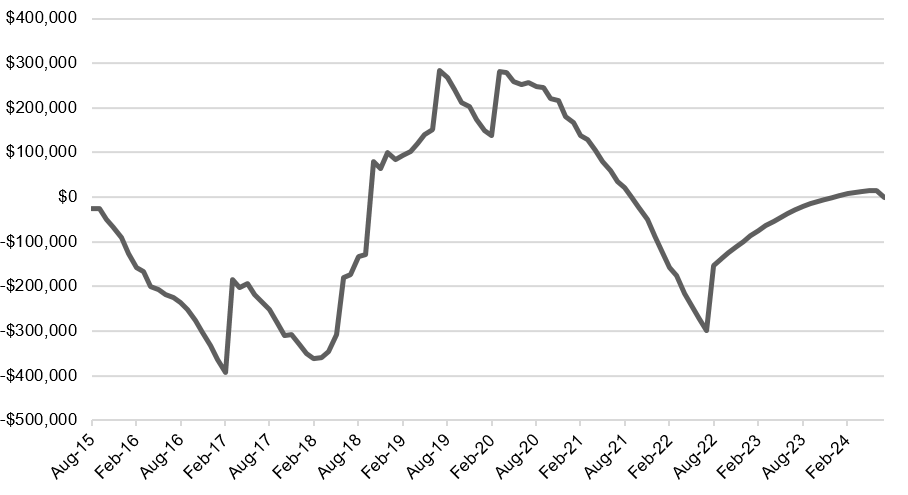 $400,000
$300,000
$200,000
$100,000
$0
-$100,000
-$200,000
-$300,000
-$400,000
-$500,000
Aug-15
Feb-16
Aug-16
Feb-17
Aug-17
Feb-18
Aug-18
Feb-19
Aug-19
Feb-20
Aug-20
Feb-21
Aug-21
Feb-22
Aug-22
Feb-23
Aug-23
Feb-24